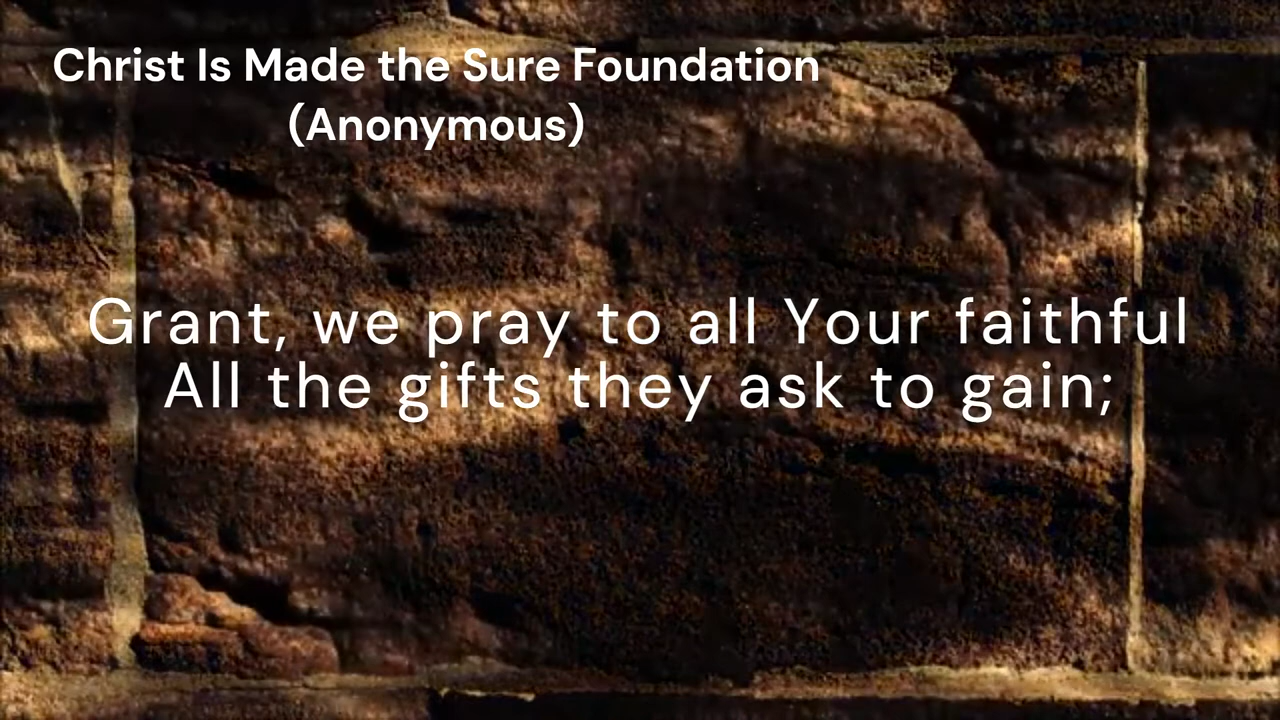 Christ Is Made the Sure Foundation
(Anonymous)
Grant, we pray to all Your faithful
All the gifts they ask to gain;